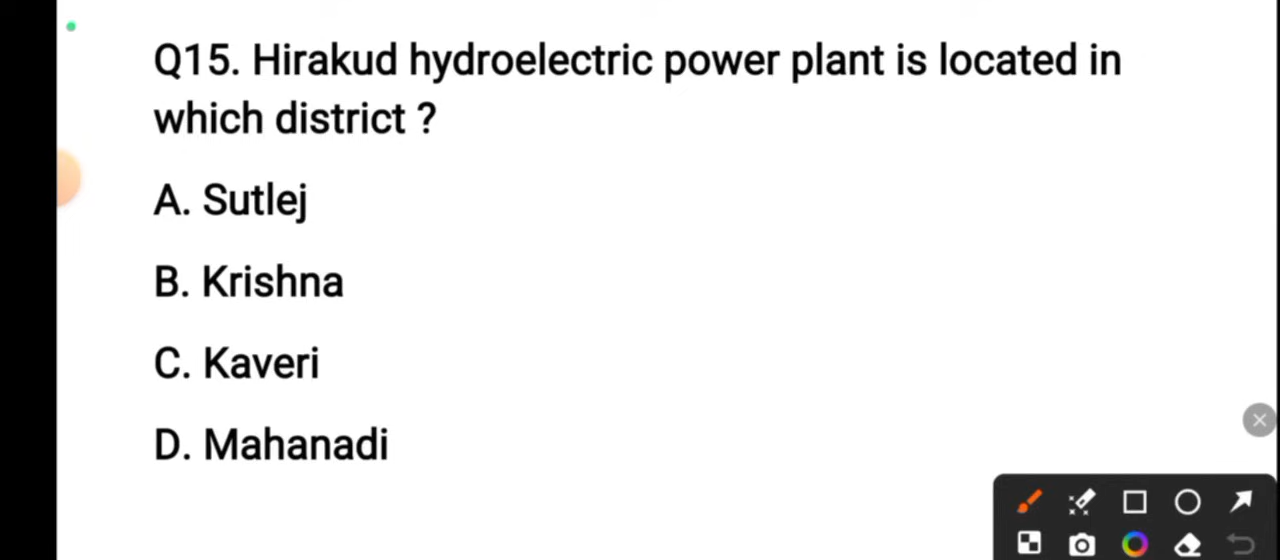 Q15. Hirakud hydroelectric power plant is located in
which district ?
A. Sutlej
B. Krishna
C. Kaveri
D. Mahanadi